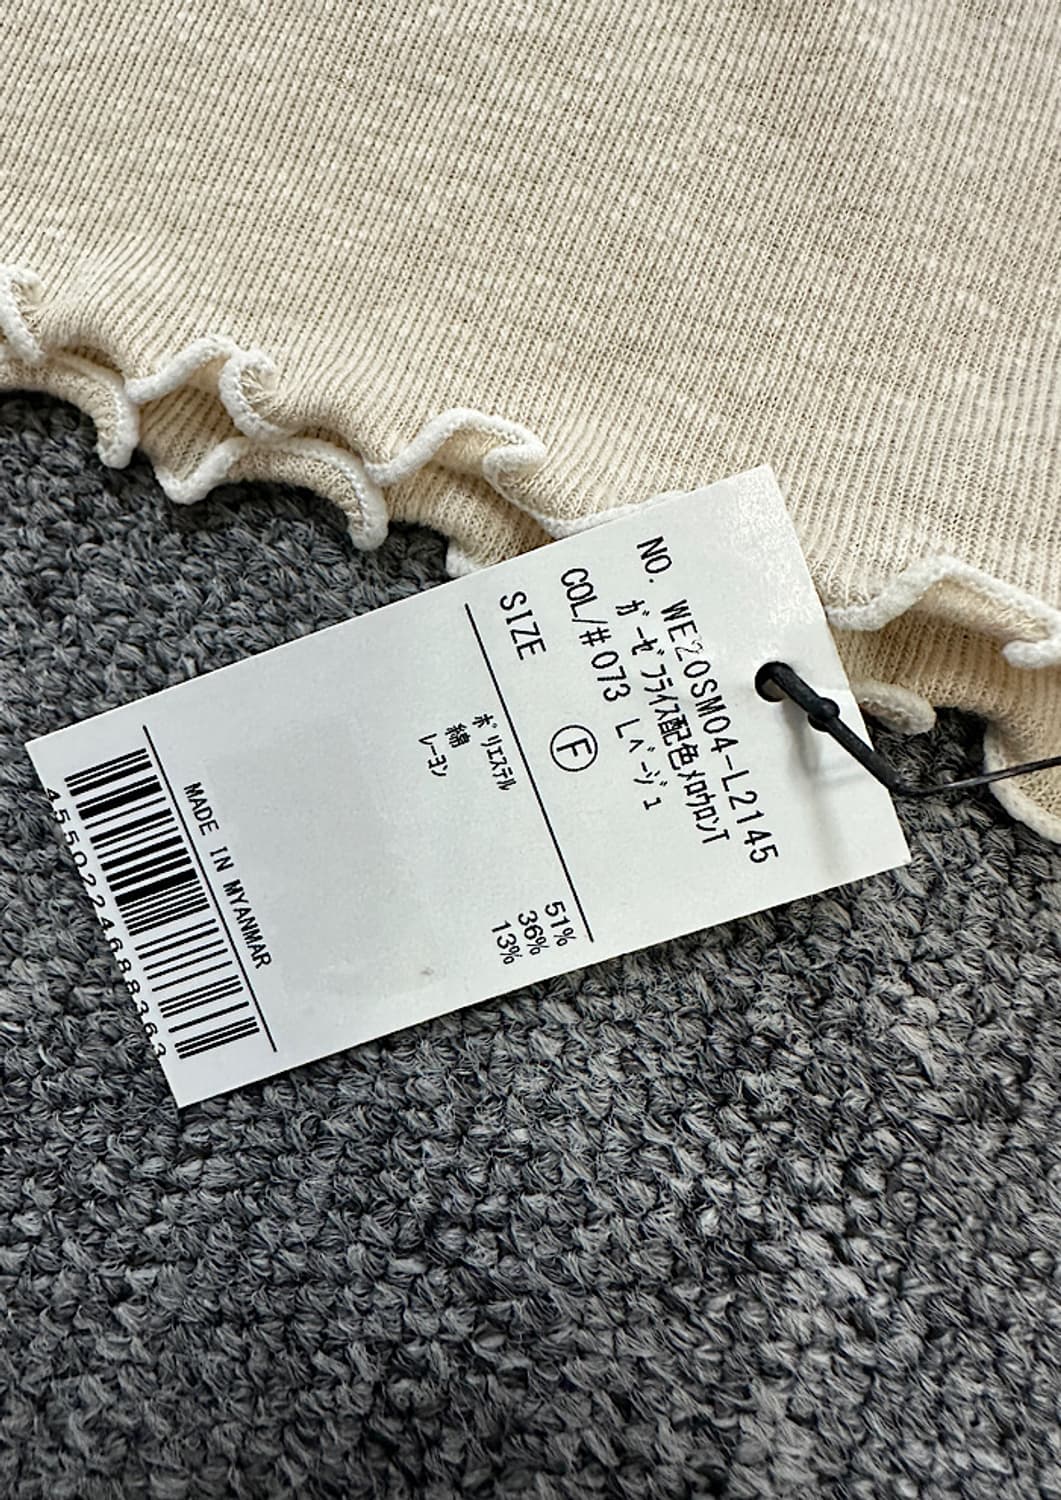 NO. WE20SM04-L2145
ｶﾞｰｾﾞﾌﾗｲｽ配色ﾒﾛｳﾛﾝT
COL/#073 Lﾍﾞｰｼﾞｭ
SIZE Ⓕ
ﾎﾟﾘｴｽﾃﾙ 51%
綿 36%
ﾚｰﾖﾝ 13%
MADE IN MYANMAR
4550224688363